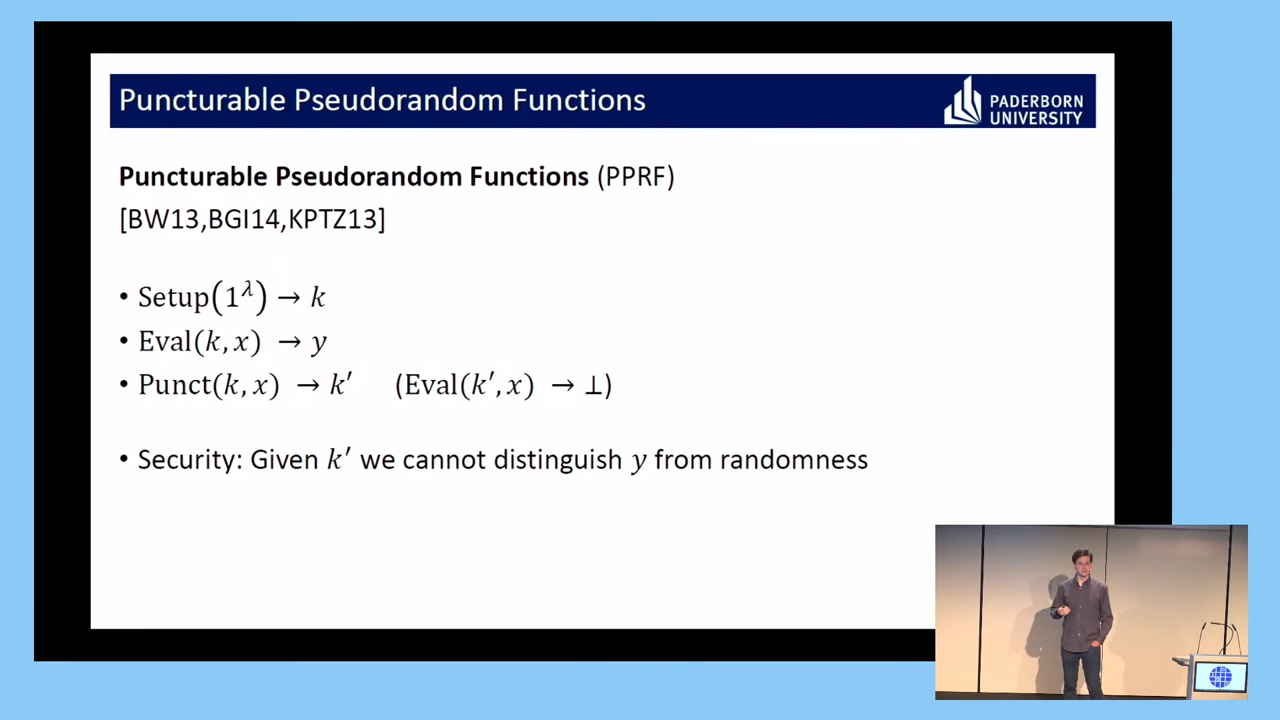 Puncturable Pseudorandom Functions
PADERBORN
UNIVERSITY
Puncturable Pseudorandom Functions (PPRF)
[BW13,BGI14,KPTZ13]
• Setup(1^λ) → k
• Eval(k, x) → y
• Punct(k, x) → k′ (Eval(k′, x) → ⊥)
• Security: Given k′ we cannot distinguish y from randomness